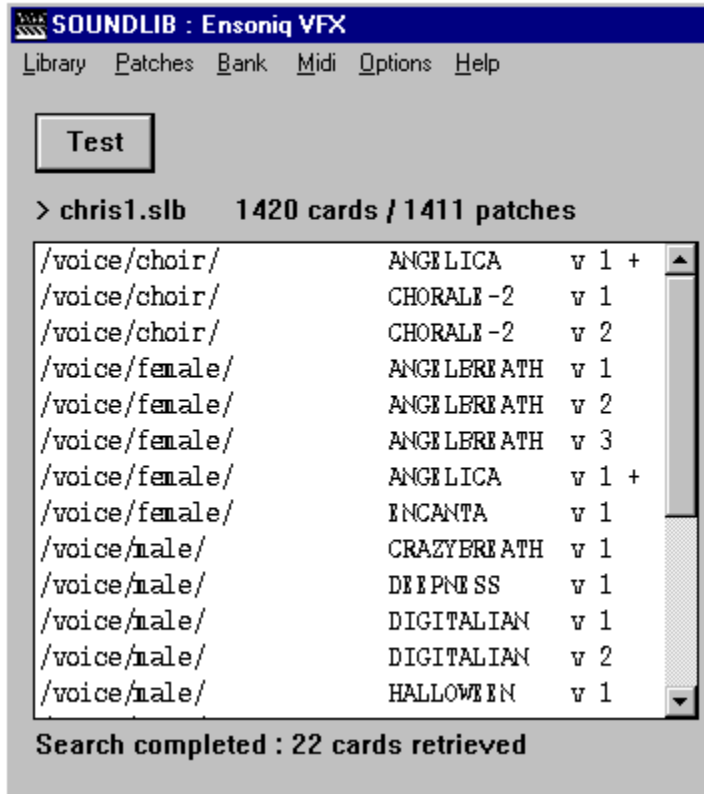 SOUNDLIB : Ensoniq VFX
Library Patches Bank Midi Options Help
Test
> chris1.slb 1420 cards / 1411 patches
/voice/choir/ ANGELICA v 1 +
/voice/choir/ CHORALE-2 v 1
/voice/choir/ CHORALE-2 v 2
/voice/female/ ANGELBREATH v 1
/voice/female/ ANGELBREATH v 2
/voice/female/ ANGELBREATH v 3
/voice/female/ ANGELICA v 1 +
/voice/female/ ENCANTA v 1
/voice/male/ CRAZYBREATH v 1
/voice/male/ DEEPNESS v 1
/voice/male/ DIGITALIAN v 1
/voice/male/ DIGITALIAN v 2
/voice/male/ HALLOWEEN v 1
Search completed : 22 cards retrieved